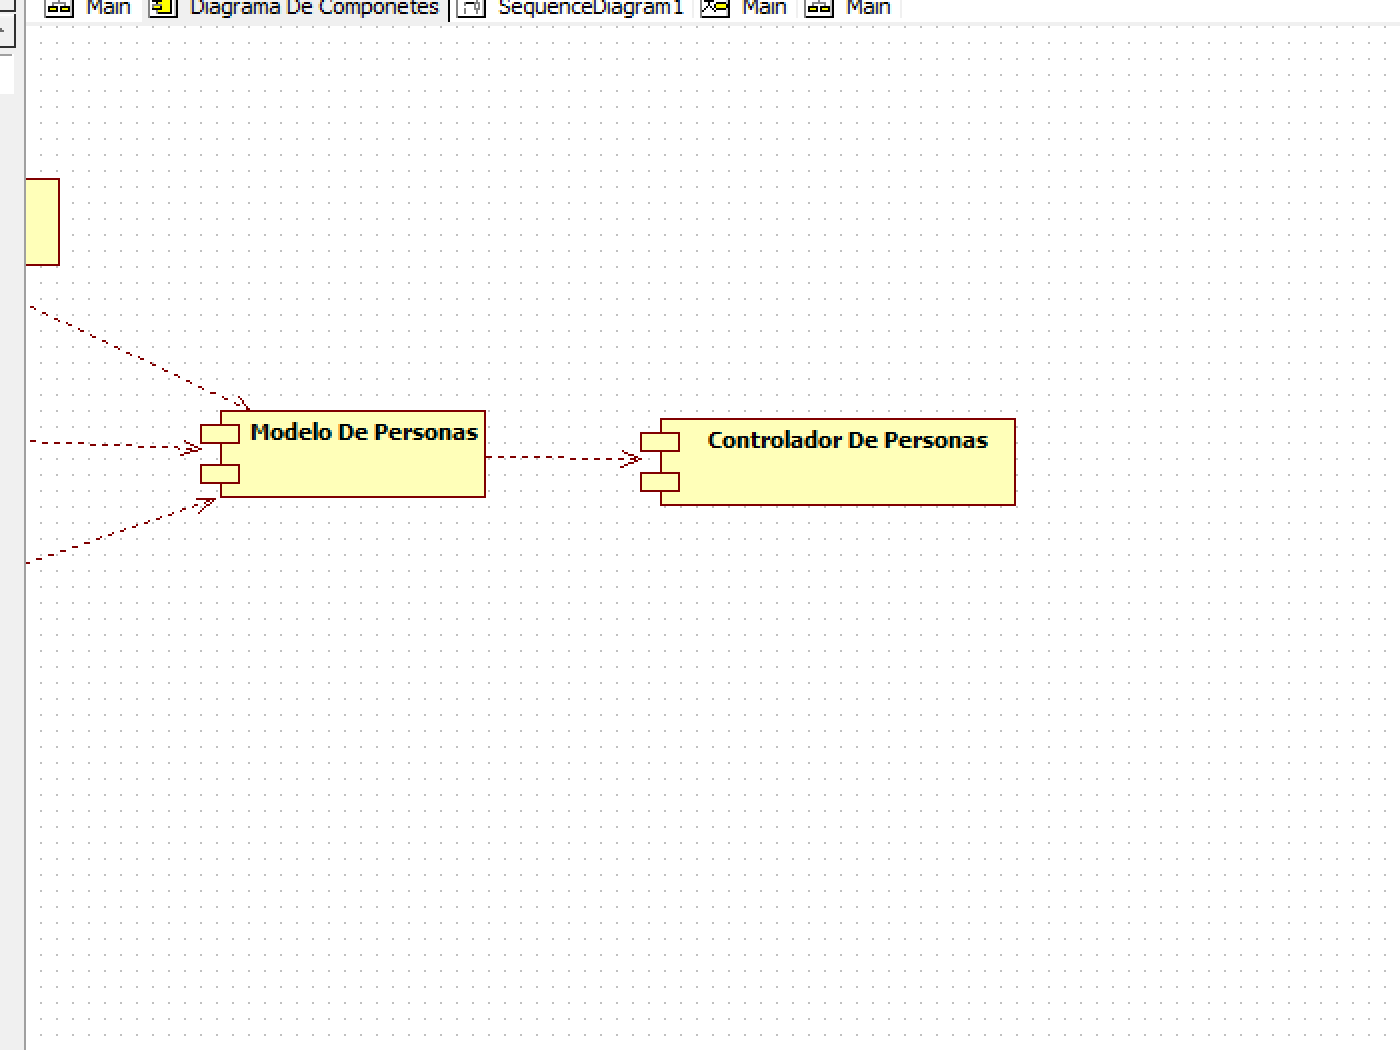 Main
Diagrama De Componetes
SequenceDiagram1
Main
Main
Modelo De Personas
Controlador De Personas